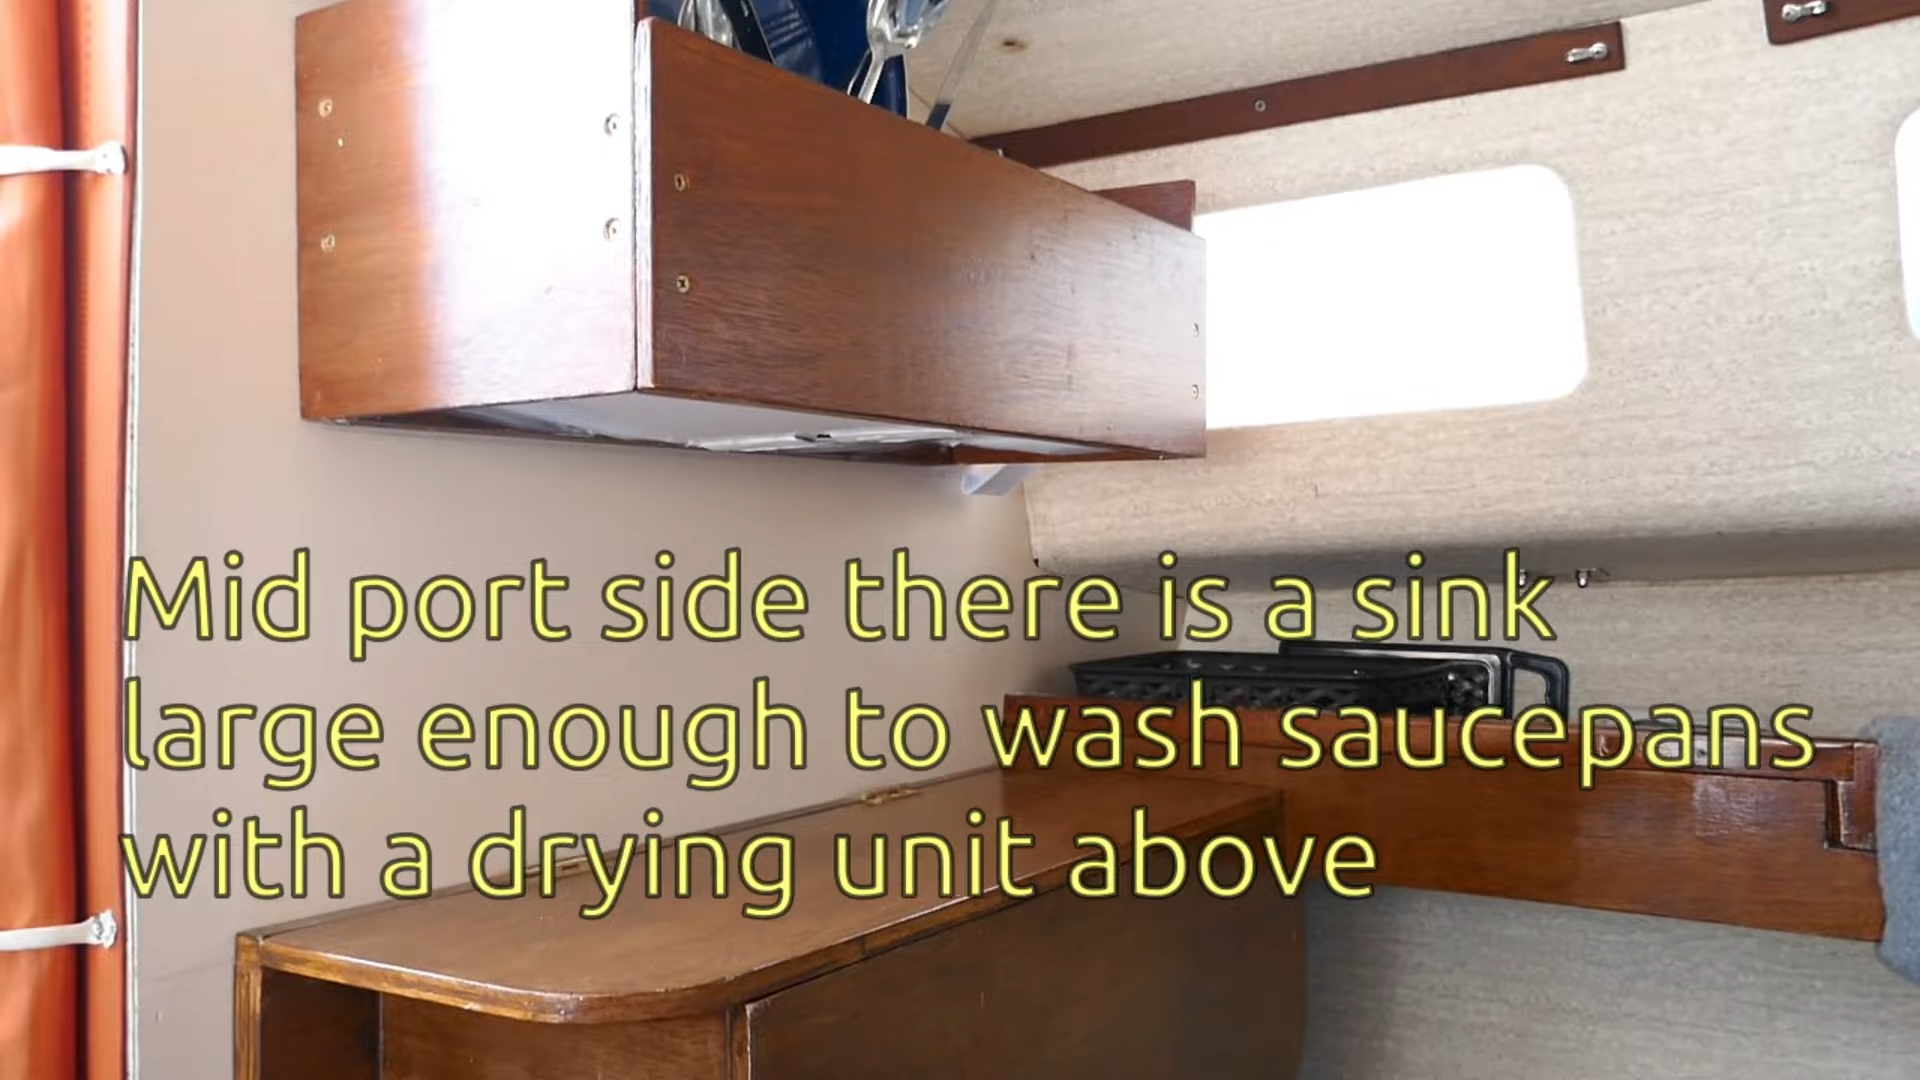 Mid port side there is a sink
large enough to wash saucepans
with a drying unit above